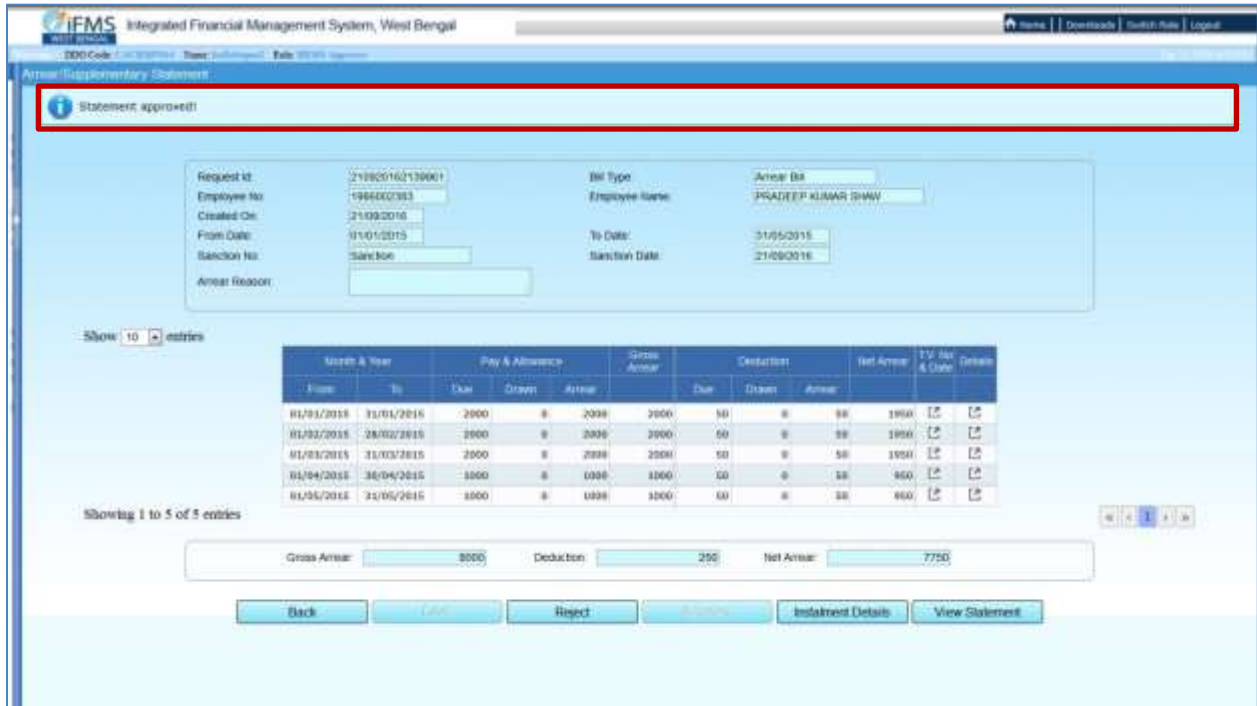 iFMS Integrated Financial Management System, West Bengal Home Downloads Switch Role Logout
WEST BENGAL
DDO Code: Name: Role:
Arrear/Supplementary Statement
Statement approved!
Request Id: Bill Type: Arrear Bill
Employee No: Employee Name: PRADEEP KUMAR SHAW
Created On: 21/09/2016
From Date: 01/01/2015 To Date: 31/05/2015
Sanction No: Sanction Sanction Date: 21/09/2016
Arrear Reason:
Show 10 entries
Month & Year Pay & Allowance Gross Arrear Deduction Net Arrear T.V. No & Date Details
From To Due Drawn Arrear Due Drawn Arrear
01/01/2015 31/01/2015 2000 0 2000 2000 50 0 50 1950
01/02/2015 28/02/2015 2000 0 2000 2000 50 0 50 1950
01/03/2015 31/03/2015 2000 0 2000 2000 50 0 50 1950
01/04/2015 30/04/2015 1000 0 1000 1000 50 0 50 950
01/05/2015 31/05/2015 1000 0 1000 1000 50 0 50 950
Showing 1 to 5 of 5 entries « ‹ 1 › »
Gross Arrear: 8000 Deduction: 250 Net Arrear: 7750
Back Reject Instalment Details View Statement